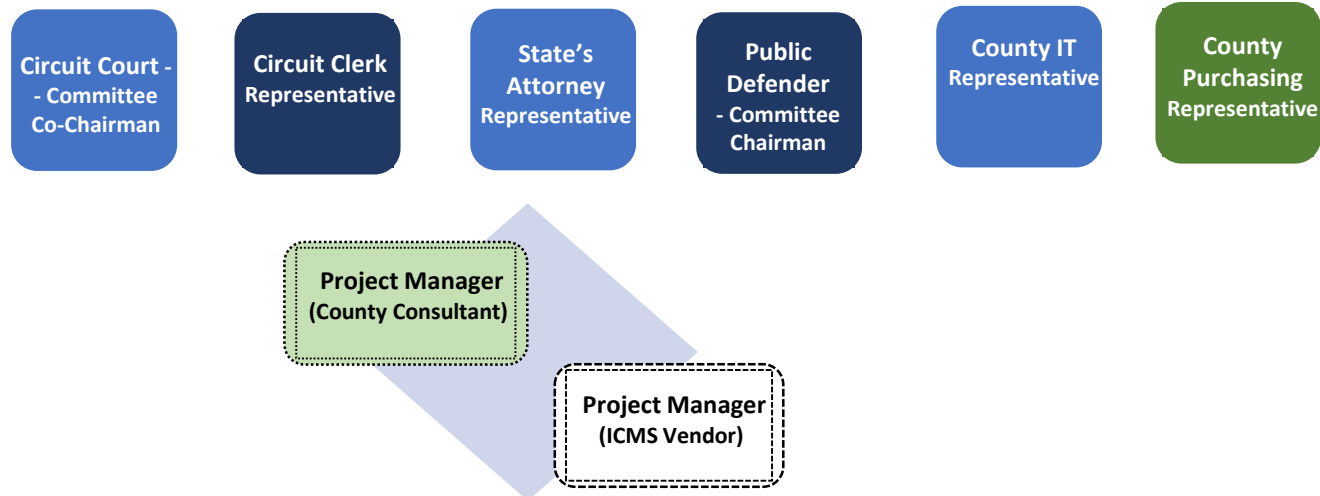 Circuit Court -
- Committee
Co-Chairman
Circuit Clerk
Representative
State’s
Attorney
Representative
Public
Defender
- Committee
Chairman
County IT
Representative
County
Purchasing
Representative
Project Manager
(County Consultant)
Project Manager
(ICMS Vendor)